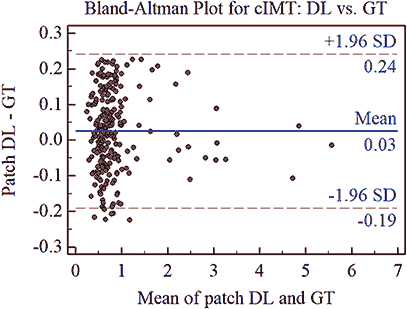 Bland-Altman Plot for cIMT: DL vs. GT
Patch DL - GT
0.3
0.2
0.1
0.0
-0.1
-0.2
-0.3
+1.96 SD
0.24
Mean
0.03
-1.96 SD
-0.19
0 1 2 3 4 5 6 7
Mean of patch DL and GT